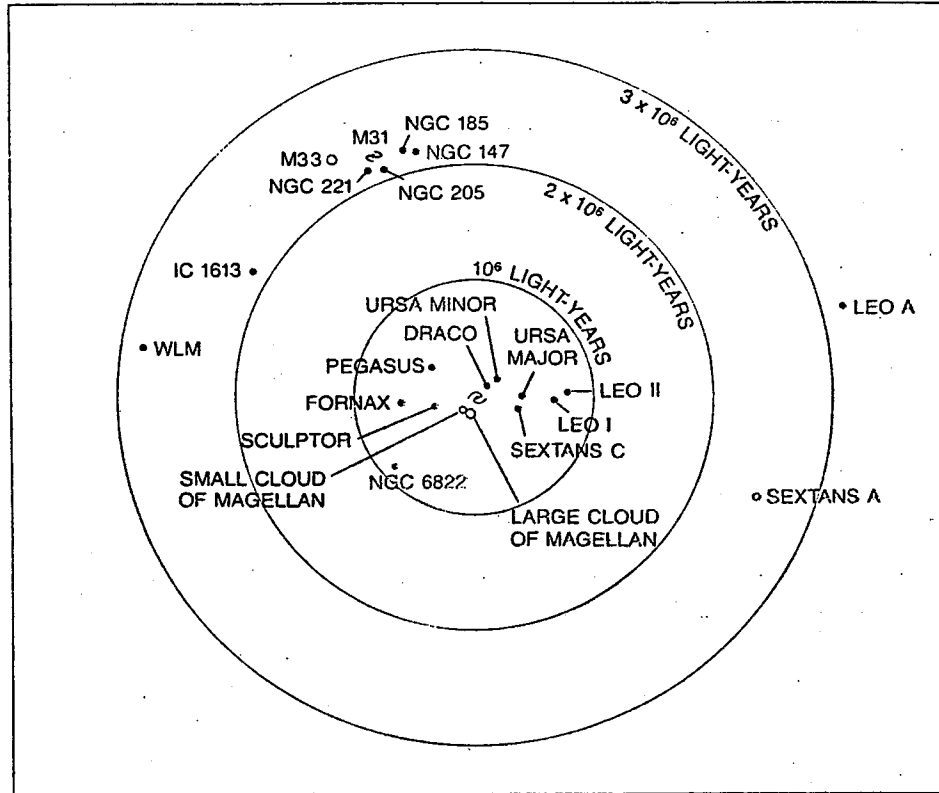 3 x 10⁶ LIGHT-YEARS
NGC 185
M31
NGC 147
M33
NGC 221
NGC 205
2 x 10⁶ LIGHT-YEARS
IC 1613
10⁶ LIGHT-YEARS
URSA MINOR
LEO A
DRACO
URSA
MAJOR
WLM
PEGASUS
LEO II
FORNAX
LEO I
SCULPTOR
SEXTANS C
SMALL CLOUD
OF MAGELLAN
NGC 6822
SEXTANS A
LARGE CLOUD
OF MAGELLAN